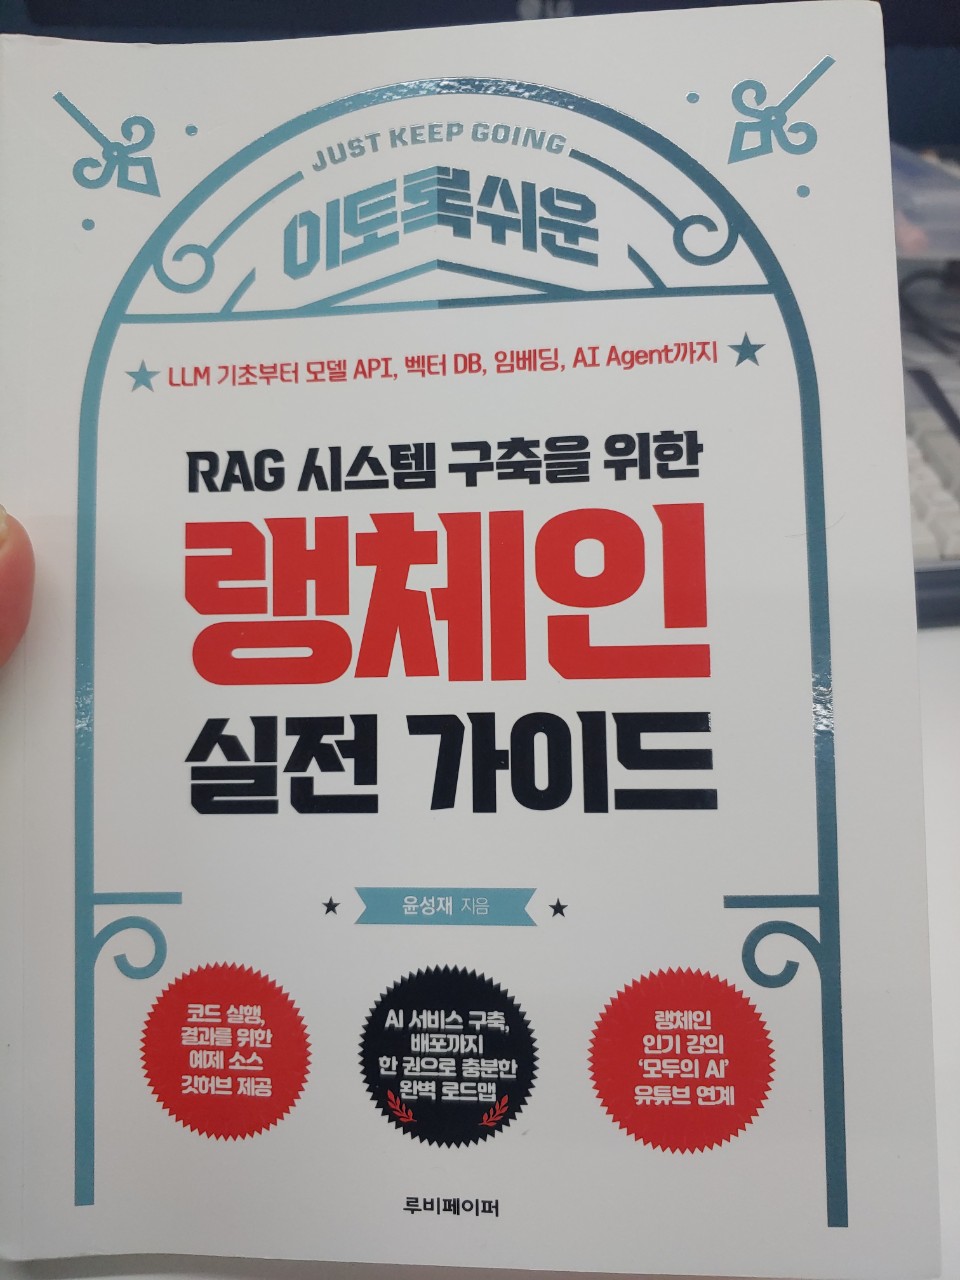 LG
JUST KEEP GOING
이토록 쉬운
LLM 기초부터 모델 API, 벡터 DB, 임베딩, AI Agent까지
RAG 시스템 구축을 위한
랭체인
실전 가이드
윤성재 지음
코드 실행,
결과를 위한
예제 소스
깃허브 제공
AI 서비스 구축,
배포까지
한 권으로 충분한
완벽 로드맵
랭체인
인기 강의
'모두의 AI'
유튜브 연계
루비페이퍼